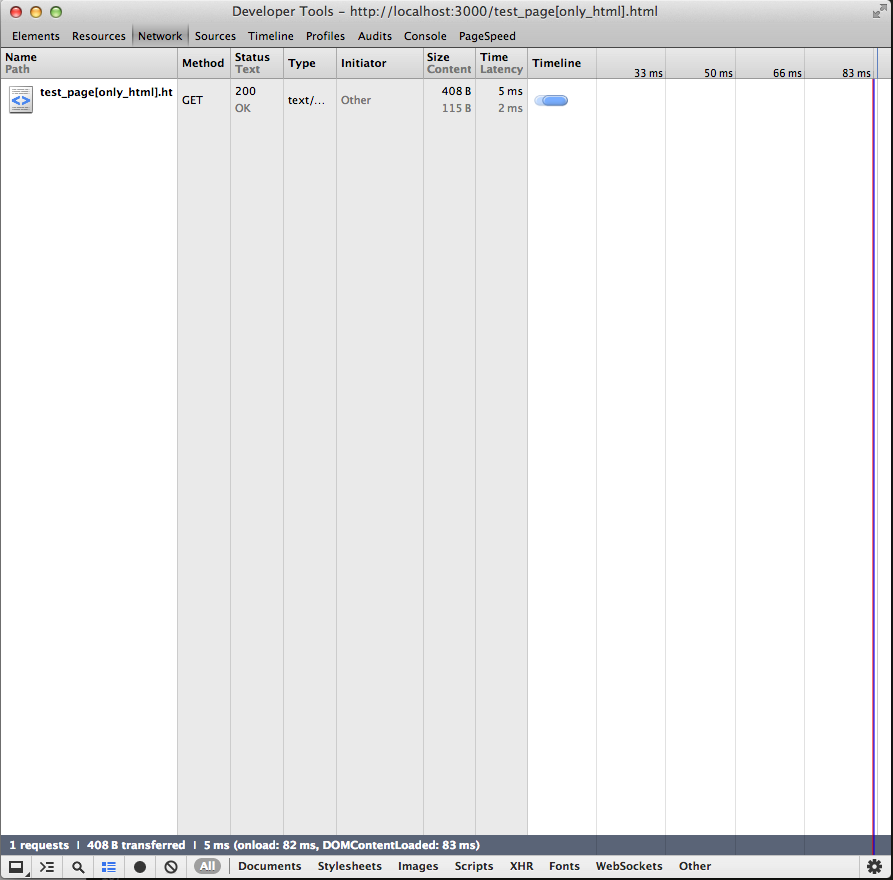 Developer Tools - http://localhost:3000/test_page[only_html].html
Elements Resources Network Sources Timeline Profiles Audits Console PageSpeed
Name Path Method Status Text Type Initiator Size Content Time Latency Timeline 33 ms 50 ms 66 ms 83 ms
test_page[only_html].ht GET 200 OK text/... Other 408 B 115 B 5 ms 2 ms
1 requests | 408 B transferred | 5 ms (onload: 82 ms, DOMContentLoaded: 83 ms)
All Documents Stylesheets Images Scripts XHR Fonts WebSockets Other